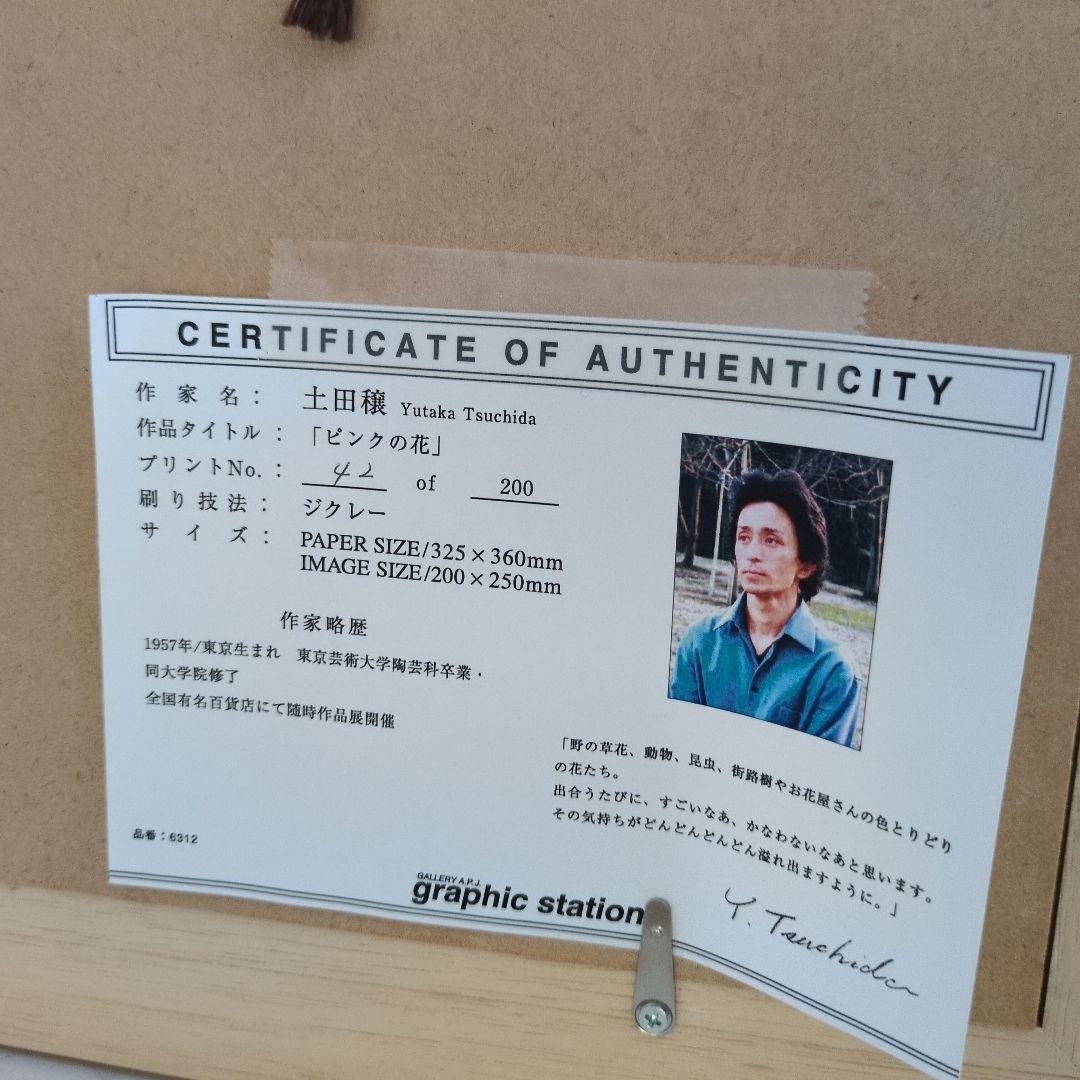 CERTIFICATE OF AUTHENTICITY
作家名： 土田穣 Yutaka Tsuchida
作品タイトル：「ピンクの花」
プリントNo.： 42 of 200
刷り技法： ジクレー
サイズ： PAPER SIZE/325×360mm
IMAGE SIZE/200×250mm
作家略歴
1957年/東京生まれ 東京芸術大学陶芸科卒業・
同大学院修了
全国有名百貨店にて随時作品展開催
「野の草花、動物、昆虫、街路樹やお花屋さんの色とりどり
の花たち。
出合うたびに、すごいなあ、かなわないなあと思います。
その気持ちがどんどんどんどん溢れ出ますように。」
Y. Tsuchida
品番：6312
GALLERY A.P.J.
graphic station